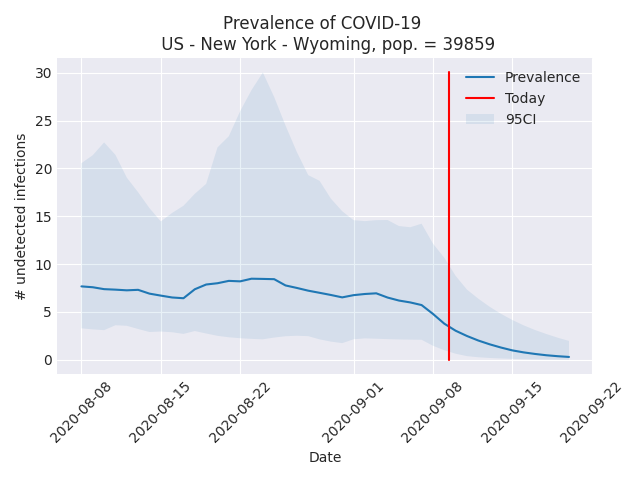 Prevalence of COVID-19
US - New York - Wyoming, pop. = 39859
30
25
20
15
10
5
0
# undetected infections
Prevalence
Today
95CI
2020-08-08
2020-08-15
2020-08-22
2020-09-01
2020-09-08
2020-09-15
2020-09-22
Date